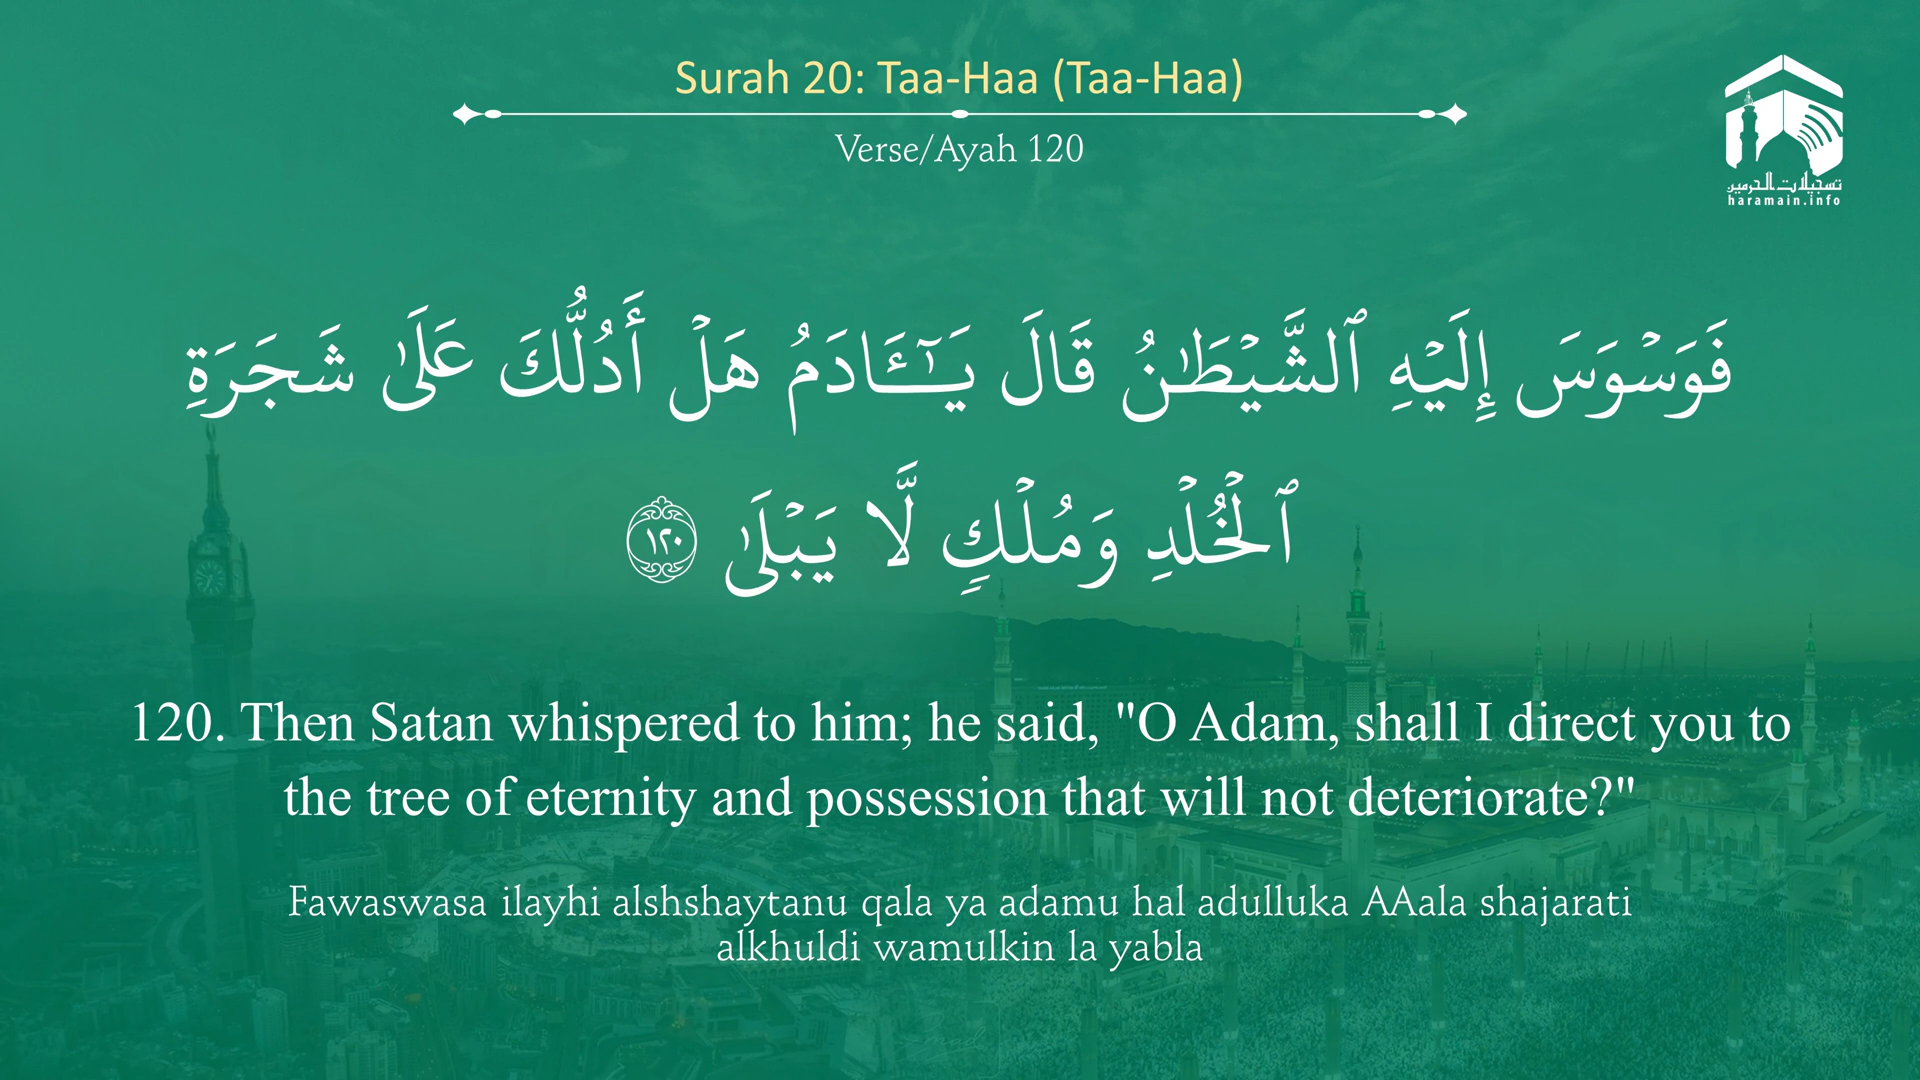 Surah 20: Taa-Haa (Taa-Haa)
Verse/Ayah 120
تسجيلات الحرمين
haramain.info
فَوَسْوَسَ إِلَيْهِ ٱلشَّيْطَـٰنُ قَالَ يَـٰٓـَٔادَمُ هَلْ أَدُلُّكَ عَلَىٰ شَجَرَةِ
ٱلْخُلْدِ وَمُلْكٍ لَّا يَبْلَىٰ ١٢٠
120. Then Satan whispered to him; he said, "O Adam, shall I direct you to
the tree of eternity and possession that will not deteriorate?"
Fawaswasa ilayhi alshshaytanu qala ya adamu hal adulluka AAala shajarati
alkhuldi wamulkin la yabla